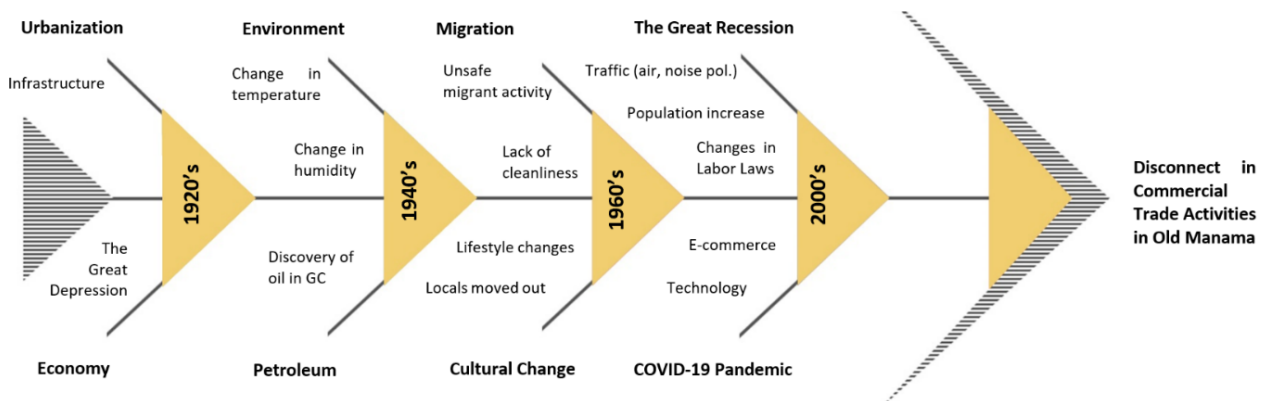 Urbanization
Environment
Migration
The Great Recession
Infrastructure
Change in
temperature
Unsafe
migrant activity
Traffic (air, noise pol.)
Population increase
Change in
humidity
Lack of
cleanliness
Changes in
Labor Laws
1920's
1940's
1960's
2000's
Disconnect in
Commercial
Trade Activities
in Old Manama
The
Great
Depression
Discovery of
oil in GC
Lifestyle changes
Locals moved out
E-commerce
Technology
Economy
Petroleum
Cultural Change
COVID-19 Pandemic